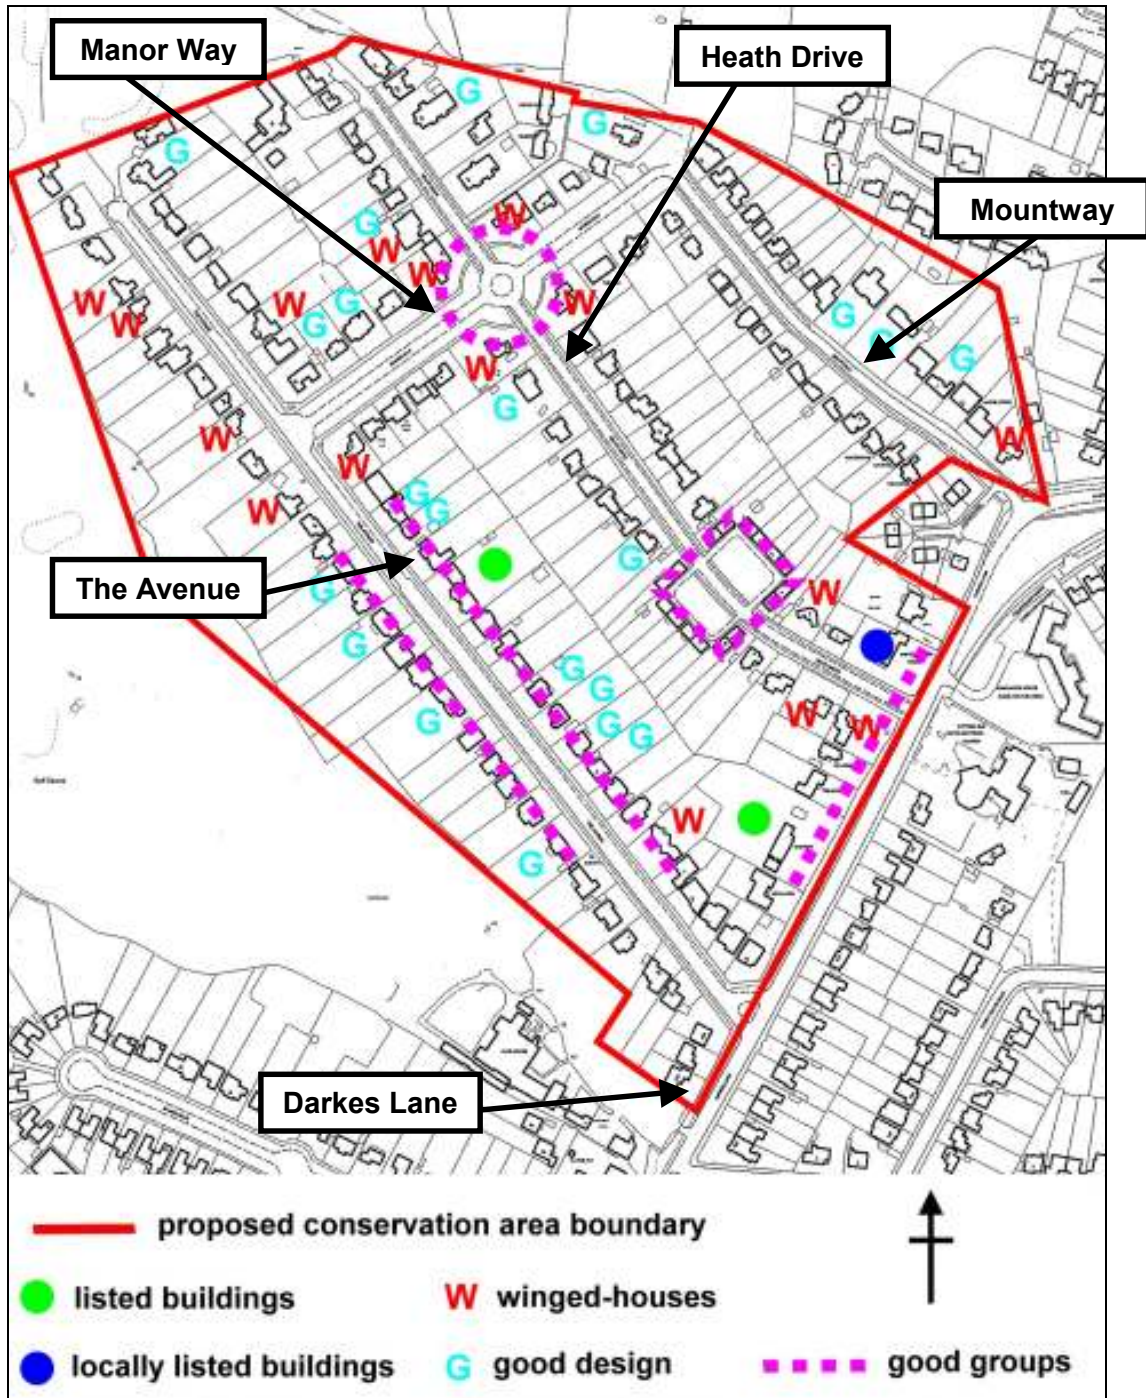 Manor Way
Heath Drive
Mountway
The Avenue
Darkes Lane
G
G
G
G
W
G
W
W
W
W
W
W
G
G
G
G
G
W
G
W
W
W
G
G
W
G
G
W
G
G
G
G
G
G
W
W
G
W
G
proposed conservation area boundary
listed buildings
W winged-houses
locally listed buildings
G good design
good groups